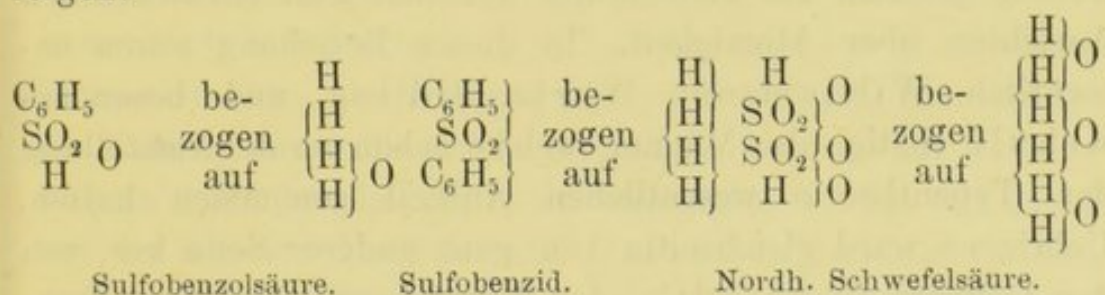 C₆H₅ SO₂ H O be- zogen auf H H H H O C₆H₅ SO₂ C₆H₅ be- zogen auf H H H H H SO₂ SO₂ H O O O be- zogen auf H H H H H H O O O
Sulfobenzolsäure. Sulfobenzid. Nordh. Schwefelsäure.